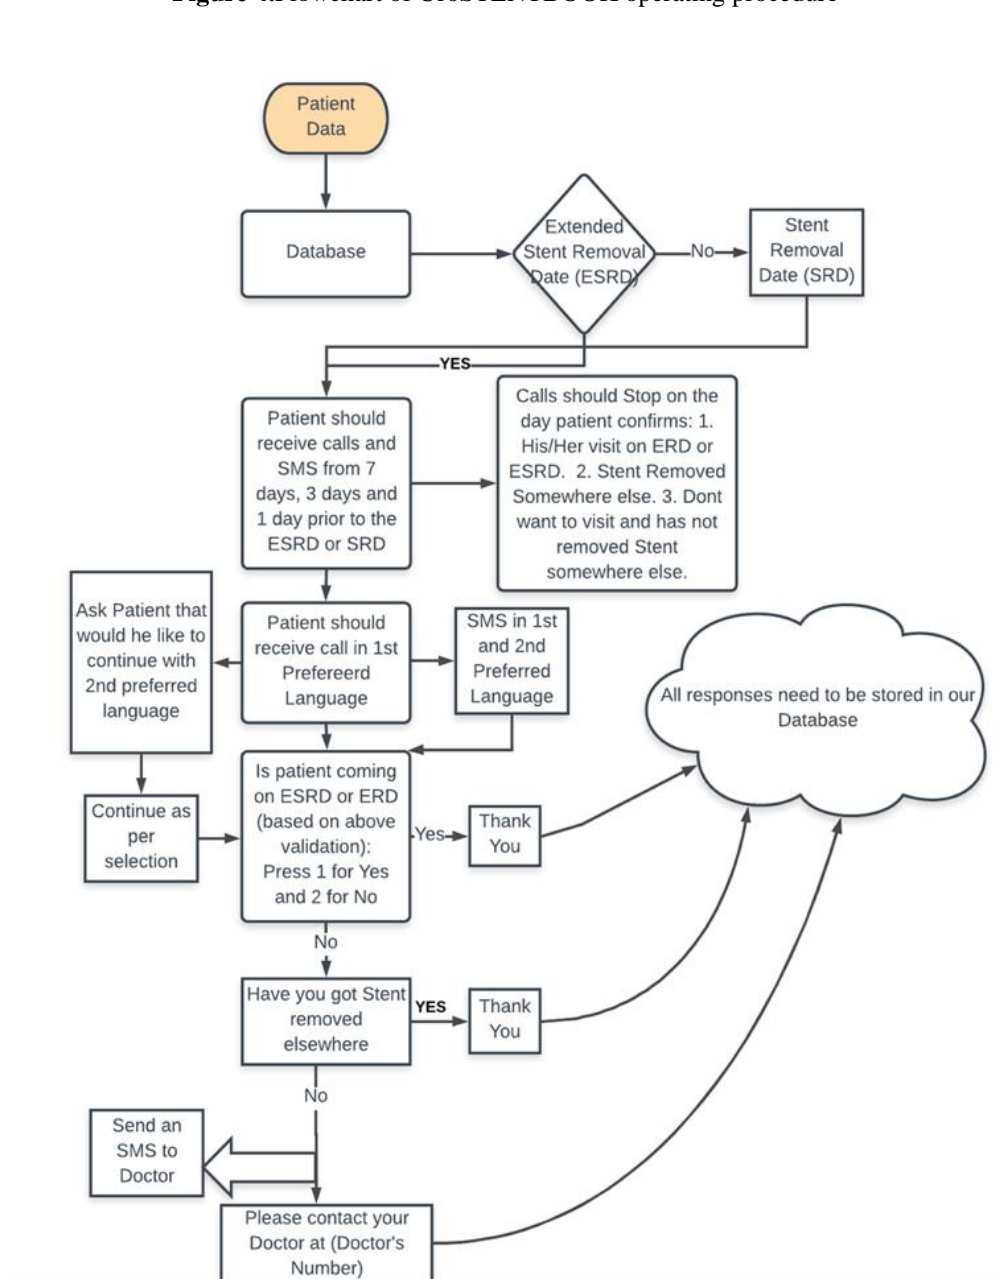 Patient
Data
Database
Extended
Stent Removal
Date (ESRD)
No
Stent
Removal
Date (SRD)
YES
Patient should
receive calls and
SMS from 7
days, 3 days and
1 day prior to the
ESRD or SRD
Calls should Stop on the
day patient confirms: 1.
His/Her visit on ERD or
ESRD. 2. Stent Removed
Somewhere else. 3. Dont
want to visit and has not
removed Stent
somewhere else.
Ask Patient that
would he like to
continue with
2nd preferred
language
Patient should
receive call in 1st
Prefereerd
Language
SMS in 1st
and 2nd
Preferred
Language
All responses need to be stored in our
Database
Continue as
per
selection
Is patient coming
on ESRD or ERD
(based on above
validation):
Press 1 for Yes
and 2 for No
Yes
Thank
You
No
Have you got Stent
removed
elsewhere
YES
Thank
You
No
Send an
SMS to
Doctor
Please contact your
Doctor at (Doctor's
Number)